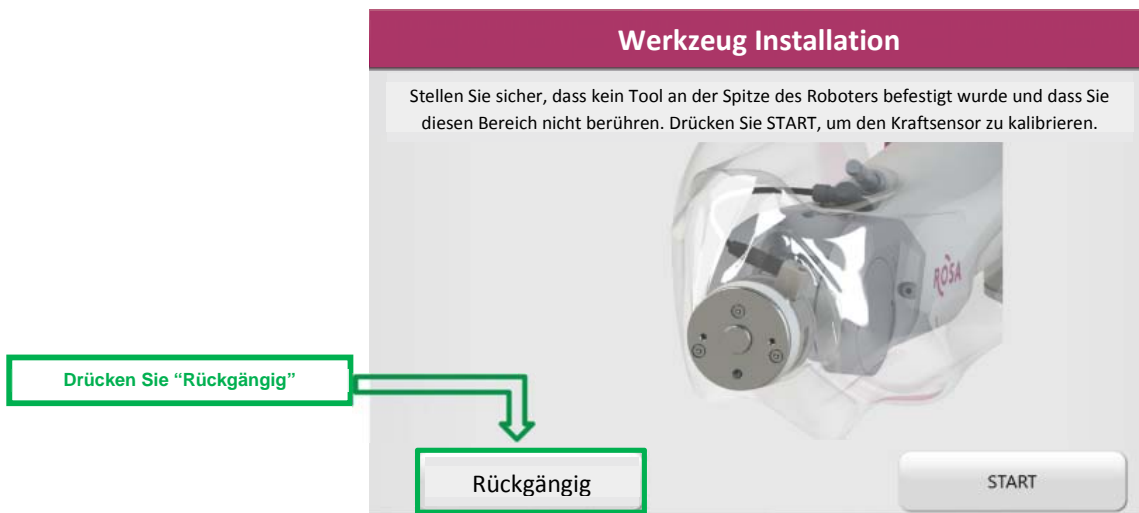 Werkzeug Installation
Stellen Sie sicher, dass kein Tool an der Spitze des Roboters befestigt wurde und dass Sie
diesen Bereich nicht berühren. Drücken Sie START, um den Kraftsensor zu kalibrieren.
ROSA
Drücken Sie “Rückgängig”
Rückgängig
START